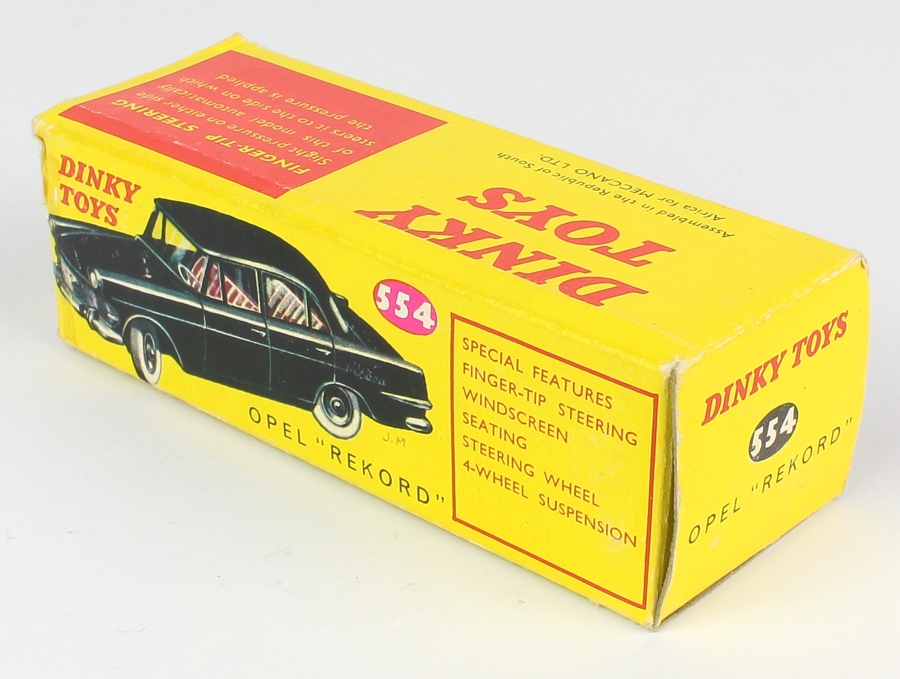 FINGER-TIP STEERING
Slight pressure on either side
of this model automatically
steers it to the side on which
the pressure is applied
DINKY
TOYS
Assembled in the Republic of South
Africa for MECCANO LTD.
DINKY
TOYS
554
OPEL "REKORD"
J.M
SPECIAL FEATURES
FINGER-TIP STEERING
WINDSCREEN
SEATING
STEERING WHEEL
4-WHEEL SUSPENSION
DINKY TOYS
554
OPEL "REKORD"